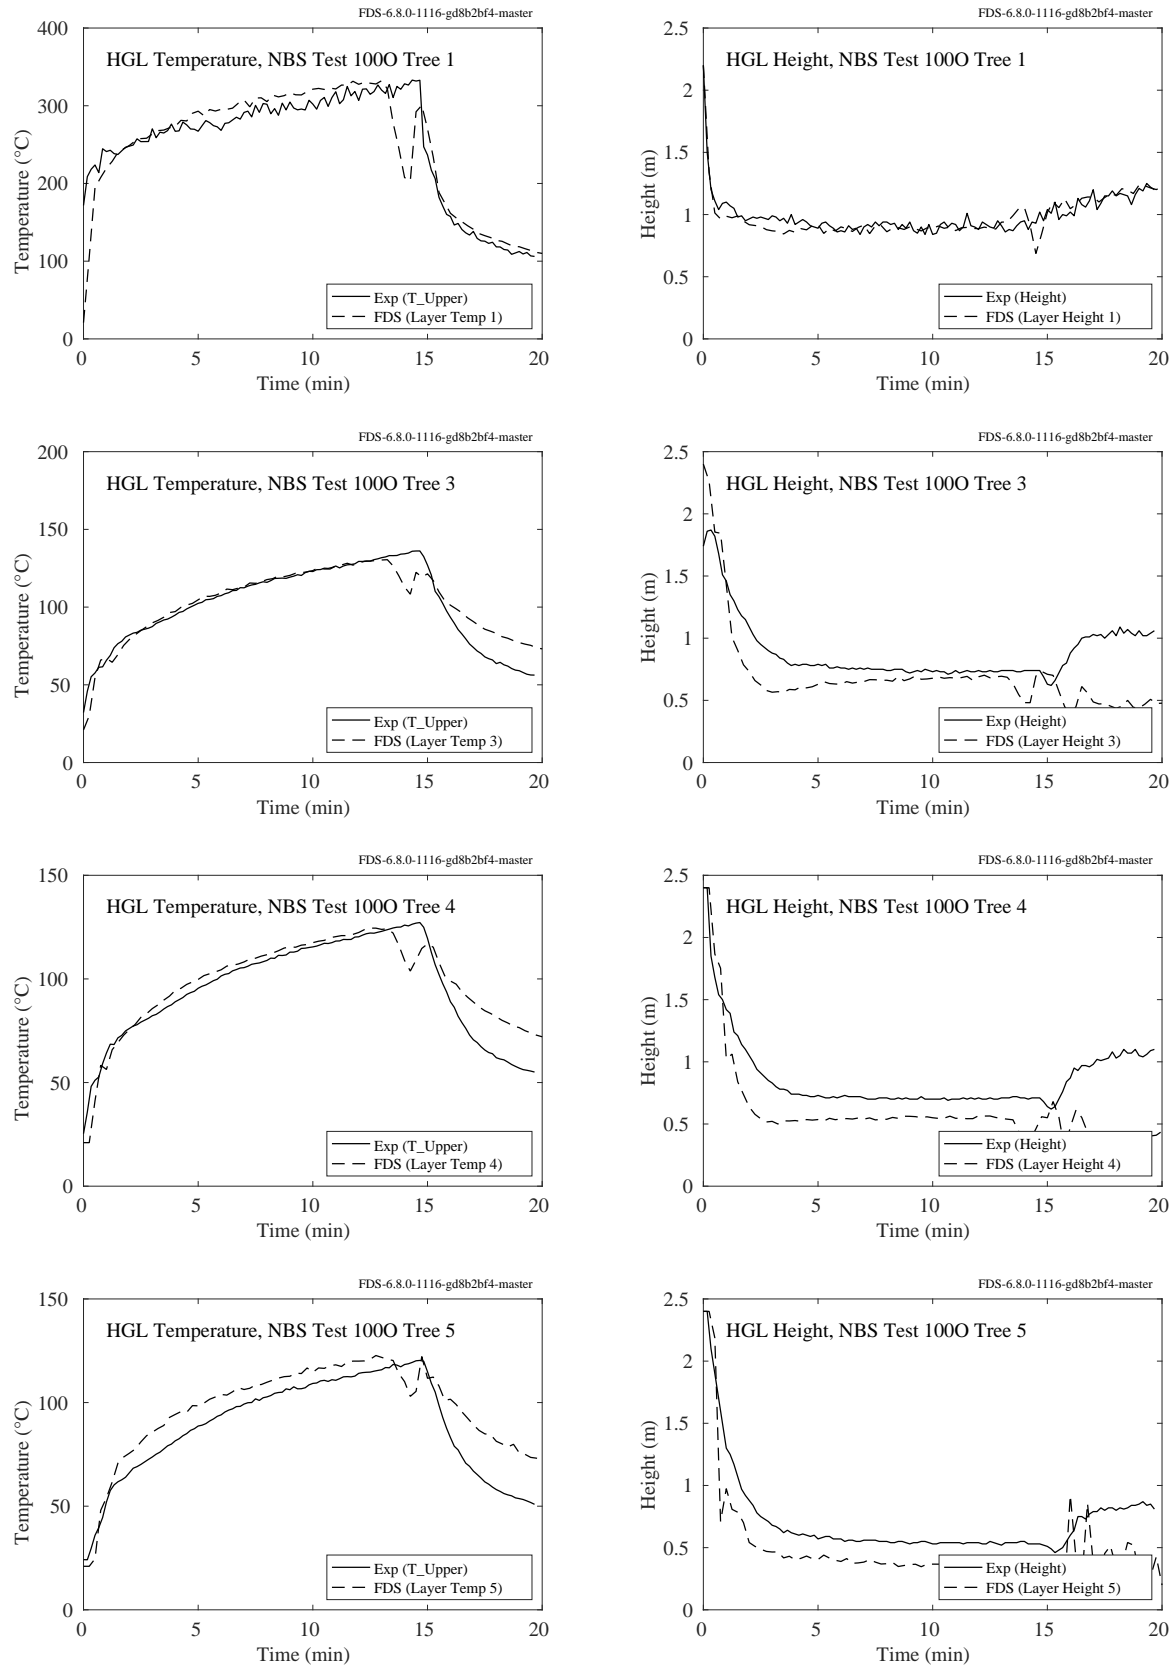 FDS-6.8.0-1116-gd8b2bf4-master
HGL Temperature, NBS Test 100O Tree 1
400
300
200
100
0
Temperature (°C)
Exp (T_Upper)
FDS (Layer Temp 1)
0 5 10 15 20
Time (min)
FDS-6.8.0-1116-gd8b2bf4-master
HGL Height, NBS Test 100O Tree 1
2.5
2
1.5
1
0.5
0
Height (m)
Exp (Height)
FDS (Layer Height 1)
0 5 10 15 20
Time (min)
FDS-6.8.0-1116-gd8b2bf4-master
HGL Temperature, NBS Test 100O Tree 3
200
150
100
50
0
Temperature (°C)
Exp (T_Upper)
FDS (Layer Temp 3)
0 5 10 15 20
Time (min)
FDS-6.8.0-1116-gd8b2bf4-master
HGL Height, NBS Test 100O Tree 3
2.5
2
1.5
1
0.5
0
Height (m)
Exp (Height)
FDS (Layer Height 3)
0 5 10 15 20
Time (min)
FDS-6.8.0-1116-gd8b2bf4-master
HGL Temperature, NBS Test 100O Tree 4
150
100
50
0
Temperature (°C)
Exp (T_Upper)
FDS (Layer Temp 4)
0 5 10 15 20
Time (min)
FDS-6.8.0-1116-gd8b2bf4-master
HGL Height, NBS Test 100O Tree 4
2.5
2
1.5
1
0.5
0
Height (m)
Exp (Height)
FDS (Layer Height 4)
0 5 10 15 20
Time (min)
FDS-6.8.0-1116-gd8b2bf4-master
HGL Temperature, NBS Test 100O Tree 5
150
100
50
0
Temperature (°C)
Exp (T_Upper)
FDS (Layer Temp 5)
0 5 10 15 20
Time (min)
FDS-6.8.0-1116-gd8b2bf4-master
HGL Height, NBS Test 100O Tree 5
2.5
2
1.5
1
0.5
0
Height (m)
Exp (Height)
FDS (Layer Height 5)
0 5 10 15 20
Time (min)